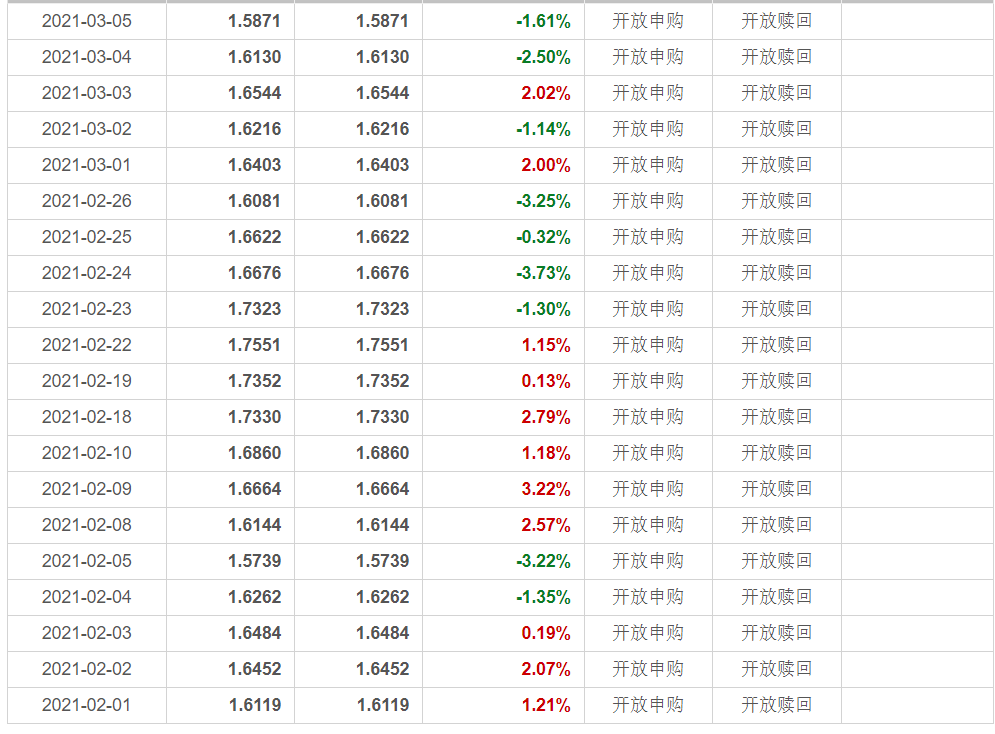 2021-03-05 1.5871 1.5871 -1.61% 开放申购 开放赎回
2021-03-04 1.6130 1.6130 -2.50% 开放申购 开放赎回
2021-03-03 1.6544 1.6544 2.02% 开放申购 开放赎回
2021-03-02 1.6216 1.6216 -1.14% 开放申购 开放赎回
2021-03-01 1.6403 1.6403 2.00% 开放申购 开放赎回
2021-02-26 1.6081 1.6081 -3.25% 开放申购 开放赎回
2021-02-25 1.6622 1.6622 -0.32% 开放申购 开放赎回
2021-02-24 1.6676 1.6676 -3.73% 开放申购 开放赎回
2021-02-23 1.7323 1.7323 -1.30% 开放申购 开放赎回
2021-02-22 1.7551 1.7551 1.15% 开放申购 开放赎回
2021-02-19 1.7352 1.7352 0.13% 开放申购 开放赎回
2021-02-18 1.7330 1.7330 2.79% 开放申购 开放赎回
2021-02-10 1.6860 1.6860 1.18% 开放申购 开放赎回
2021-02-09 1.6664 1.6664 3.22% 开放申购 开放赎回
2021-02-08 1.6144 1.6144 2.57% 开放申购 开放赎回
2021-02-05 1.5739 1.5739 -3.22% 开放申购 开放赎回
2021-02-04 1.6262 1.6262 -1.35% 开放申购 开放赎回
2021-02-03 1.6484 1.6484 0.19% 开放申购 开放赎回
2021-02-02 1.6452 1.6452 2.07% 开放申购 开放赎回
2021-02-01 1.6119 1.6119 1.21% 开放申购 开放赎回